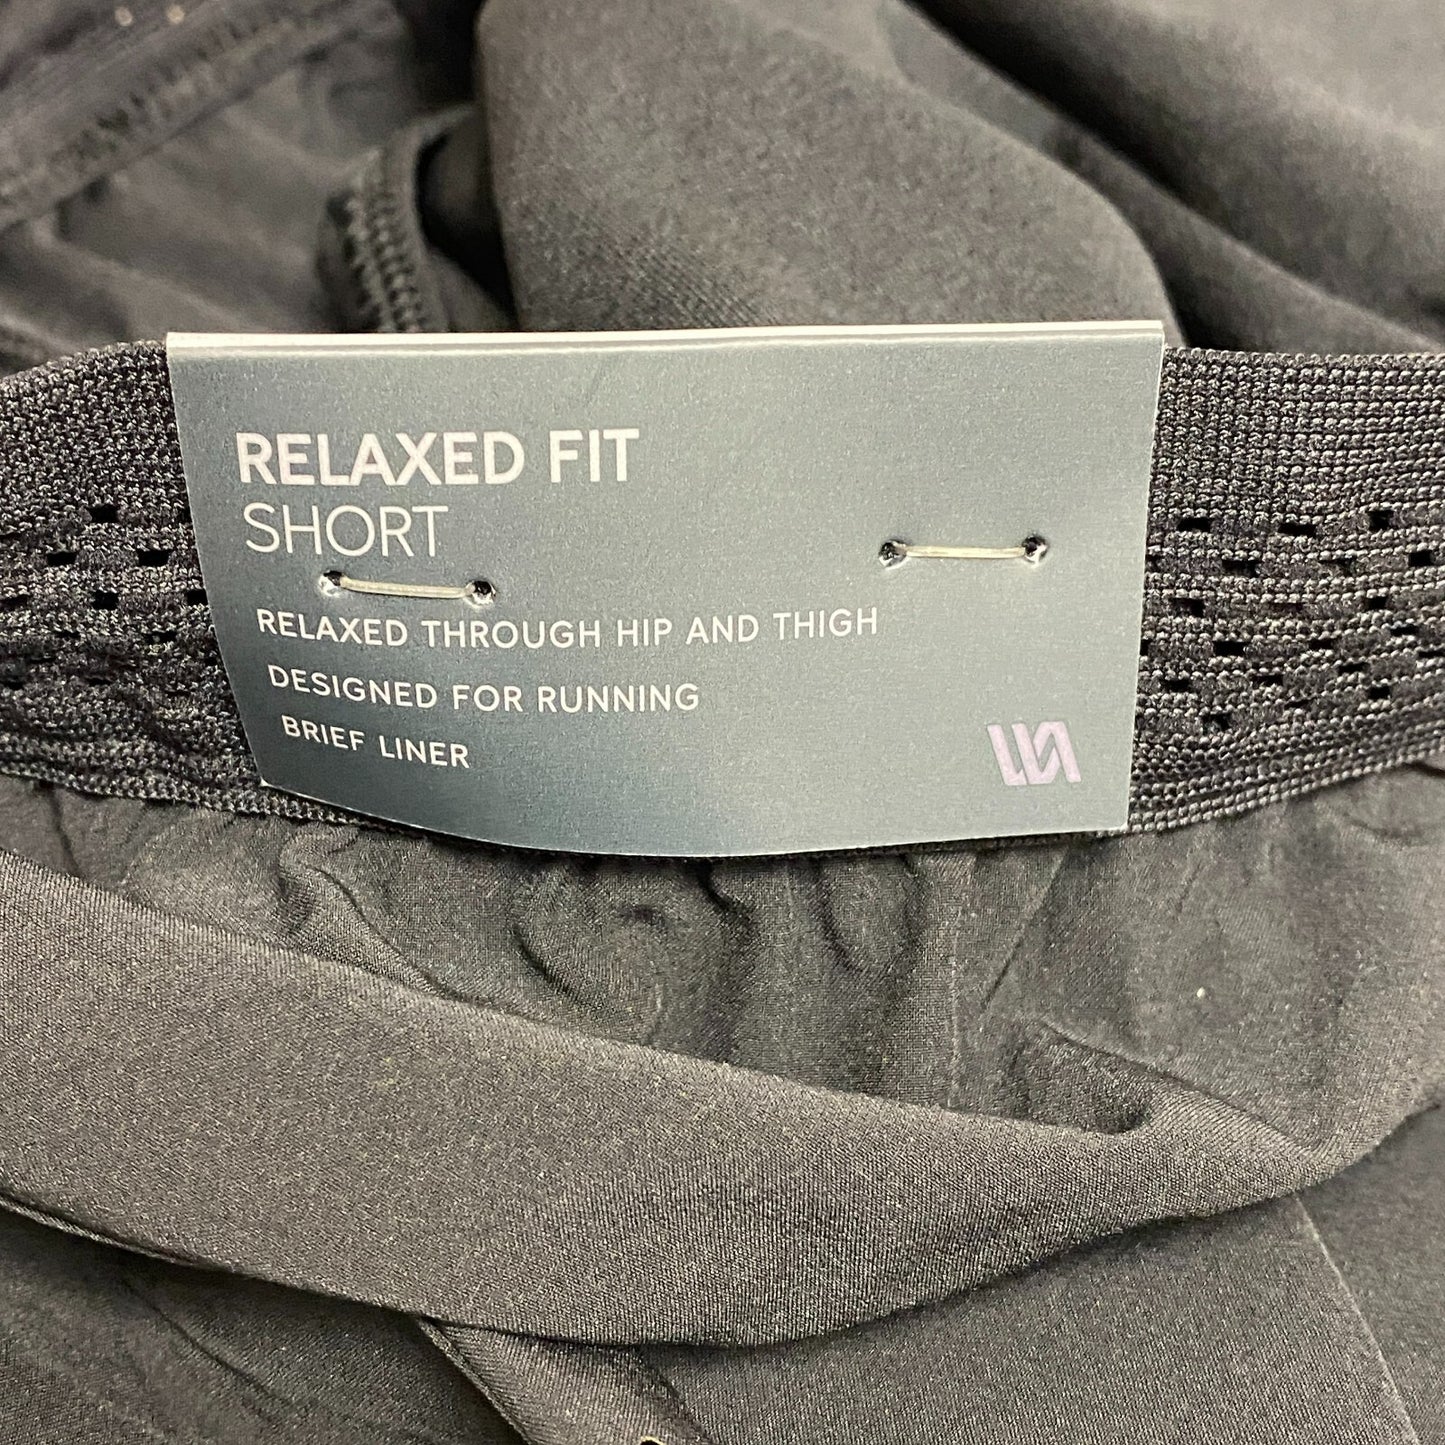 RELAXED FIT
SHORT
RELAXED THROUGH HIP AND THIGH
DESIGNED FOR RUNNING
BRIEF LINER